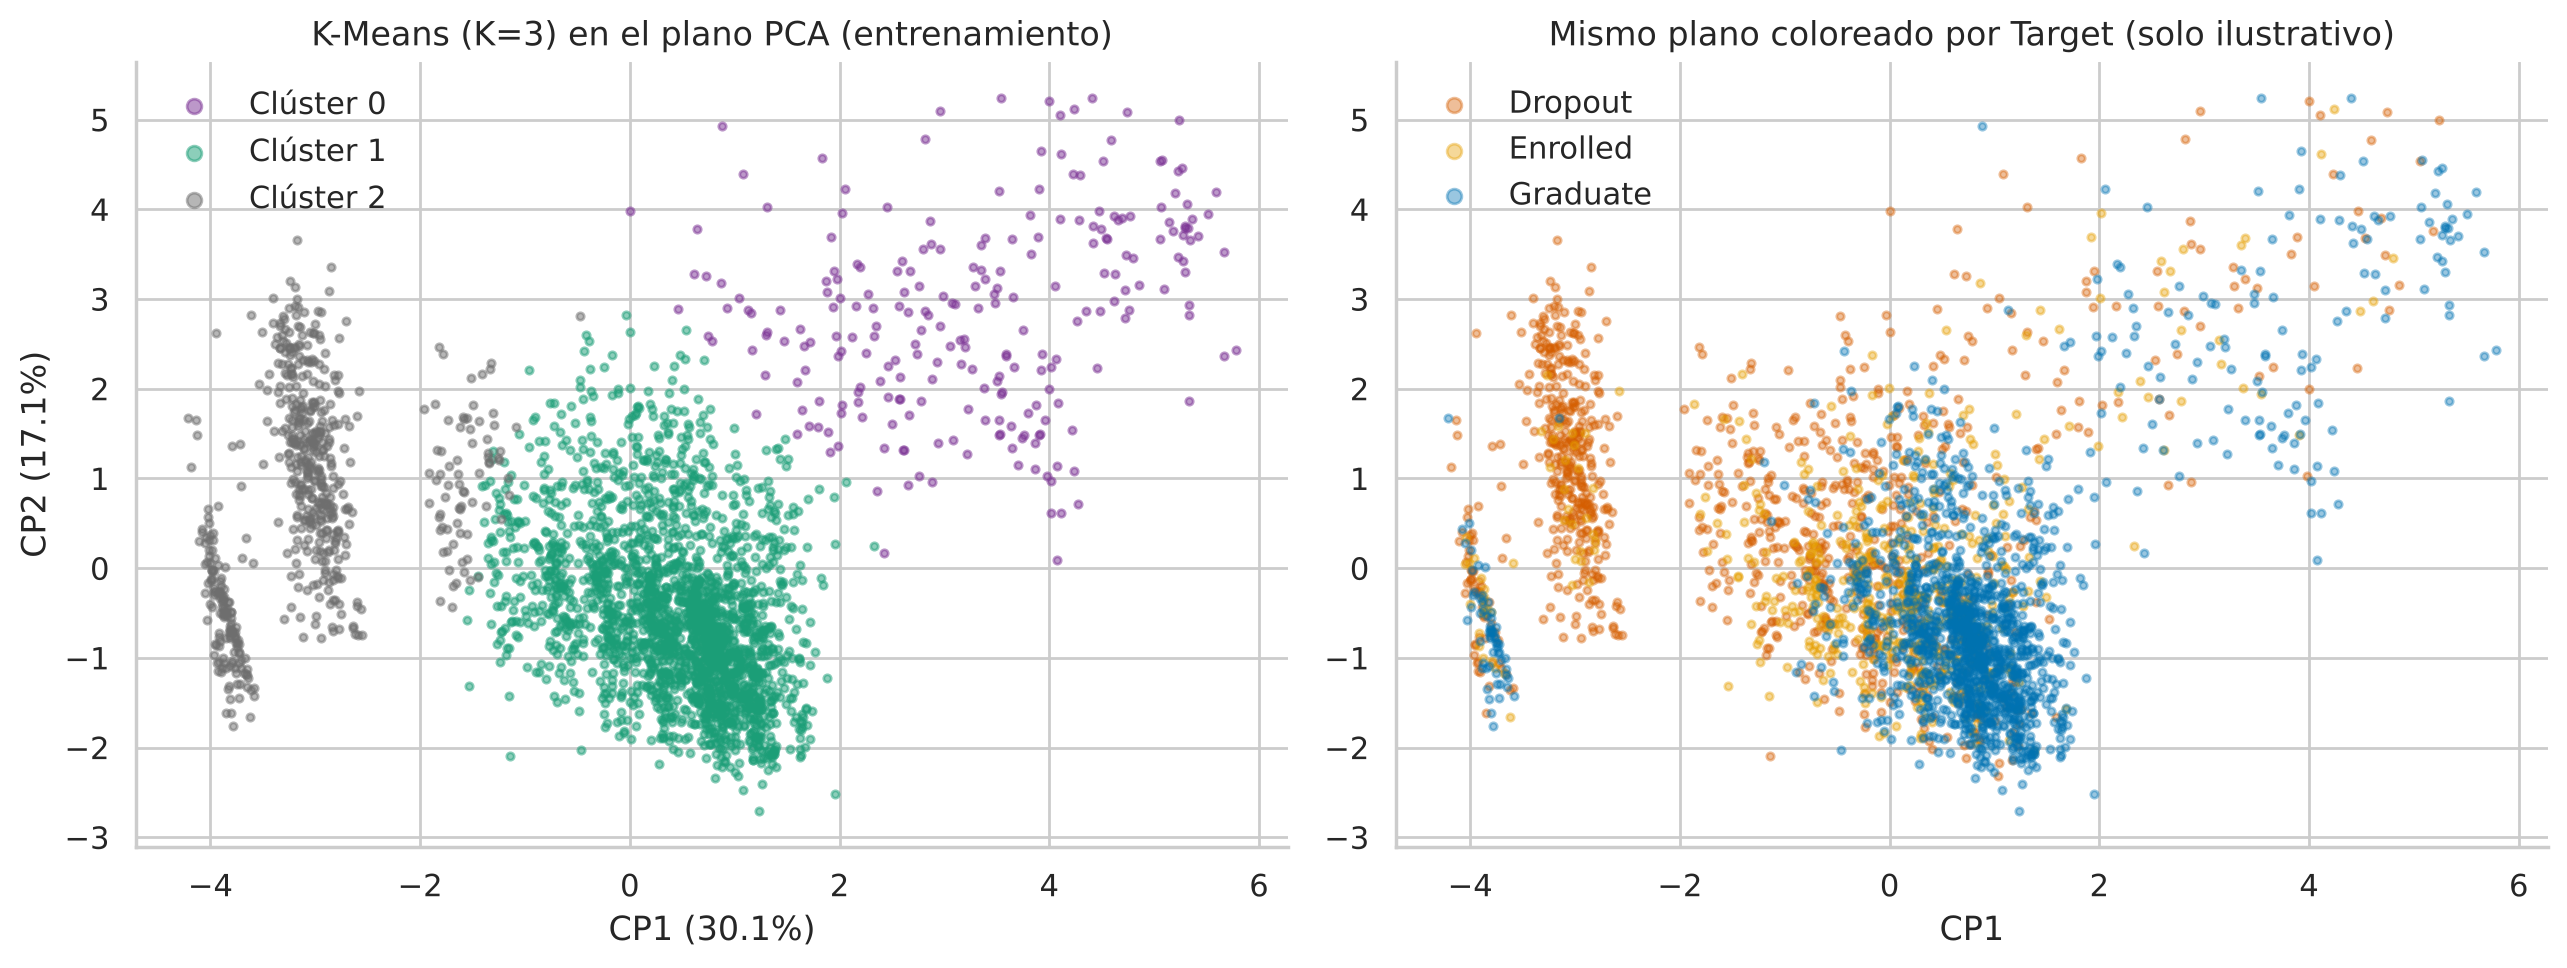 K-Means (K=3) en el plano PCA (entrenamiento)
Clúster 0
Clúster 1
Clúster 2
5
4
3
2
1
0
−1
−2
−3
CP2 (17.1%)
−4 −2 0 2 4 6
CP1 (30.1%)
Mismo plano coloreado por Target (solo ilustrativo)
Dropout
Enrolled
Graduate
5
4
3
2
1
0
−1
−2
−3
−4 −2 0 2 4 6
CP1